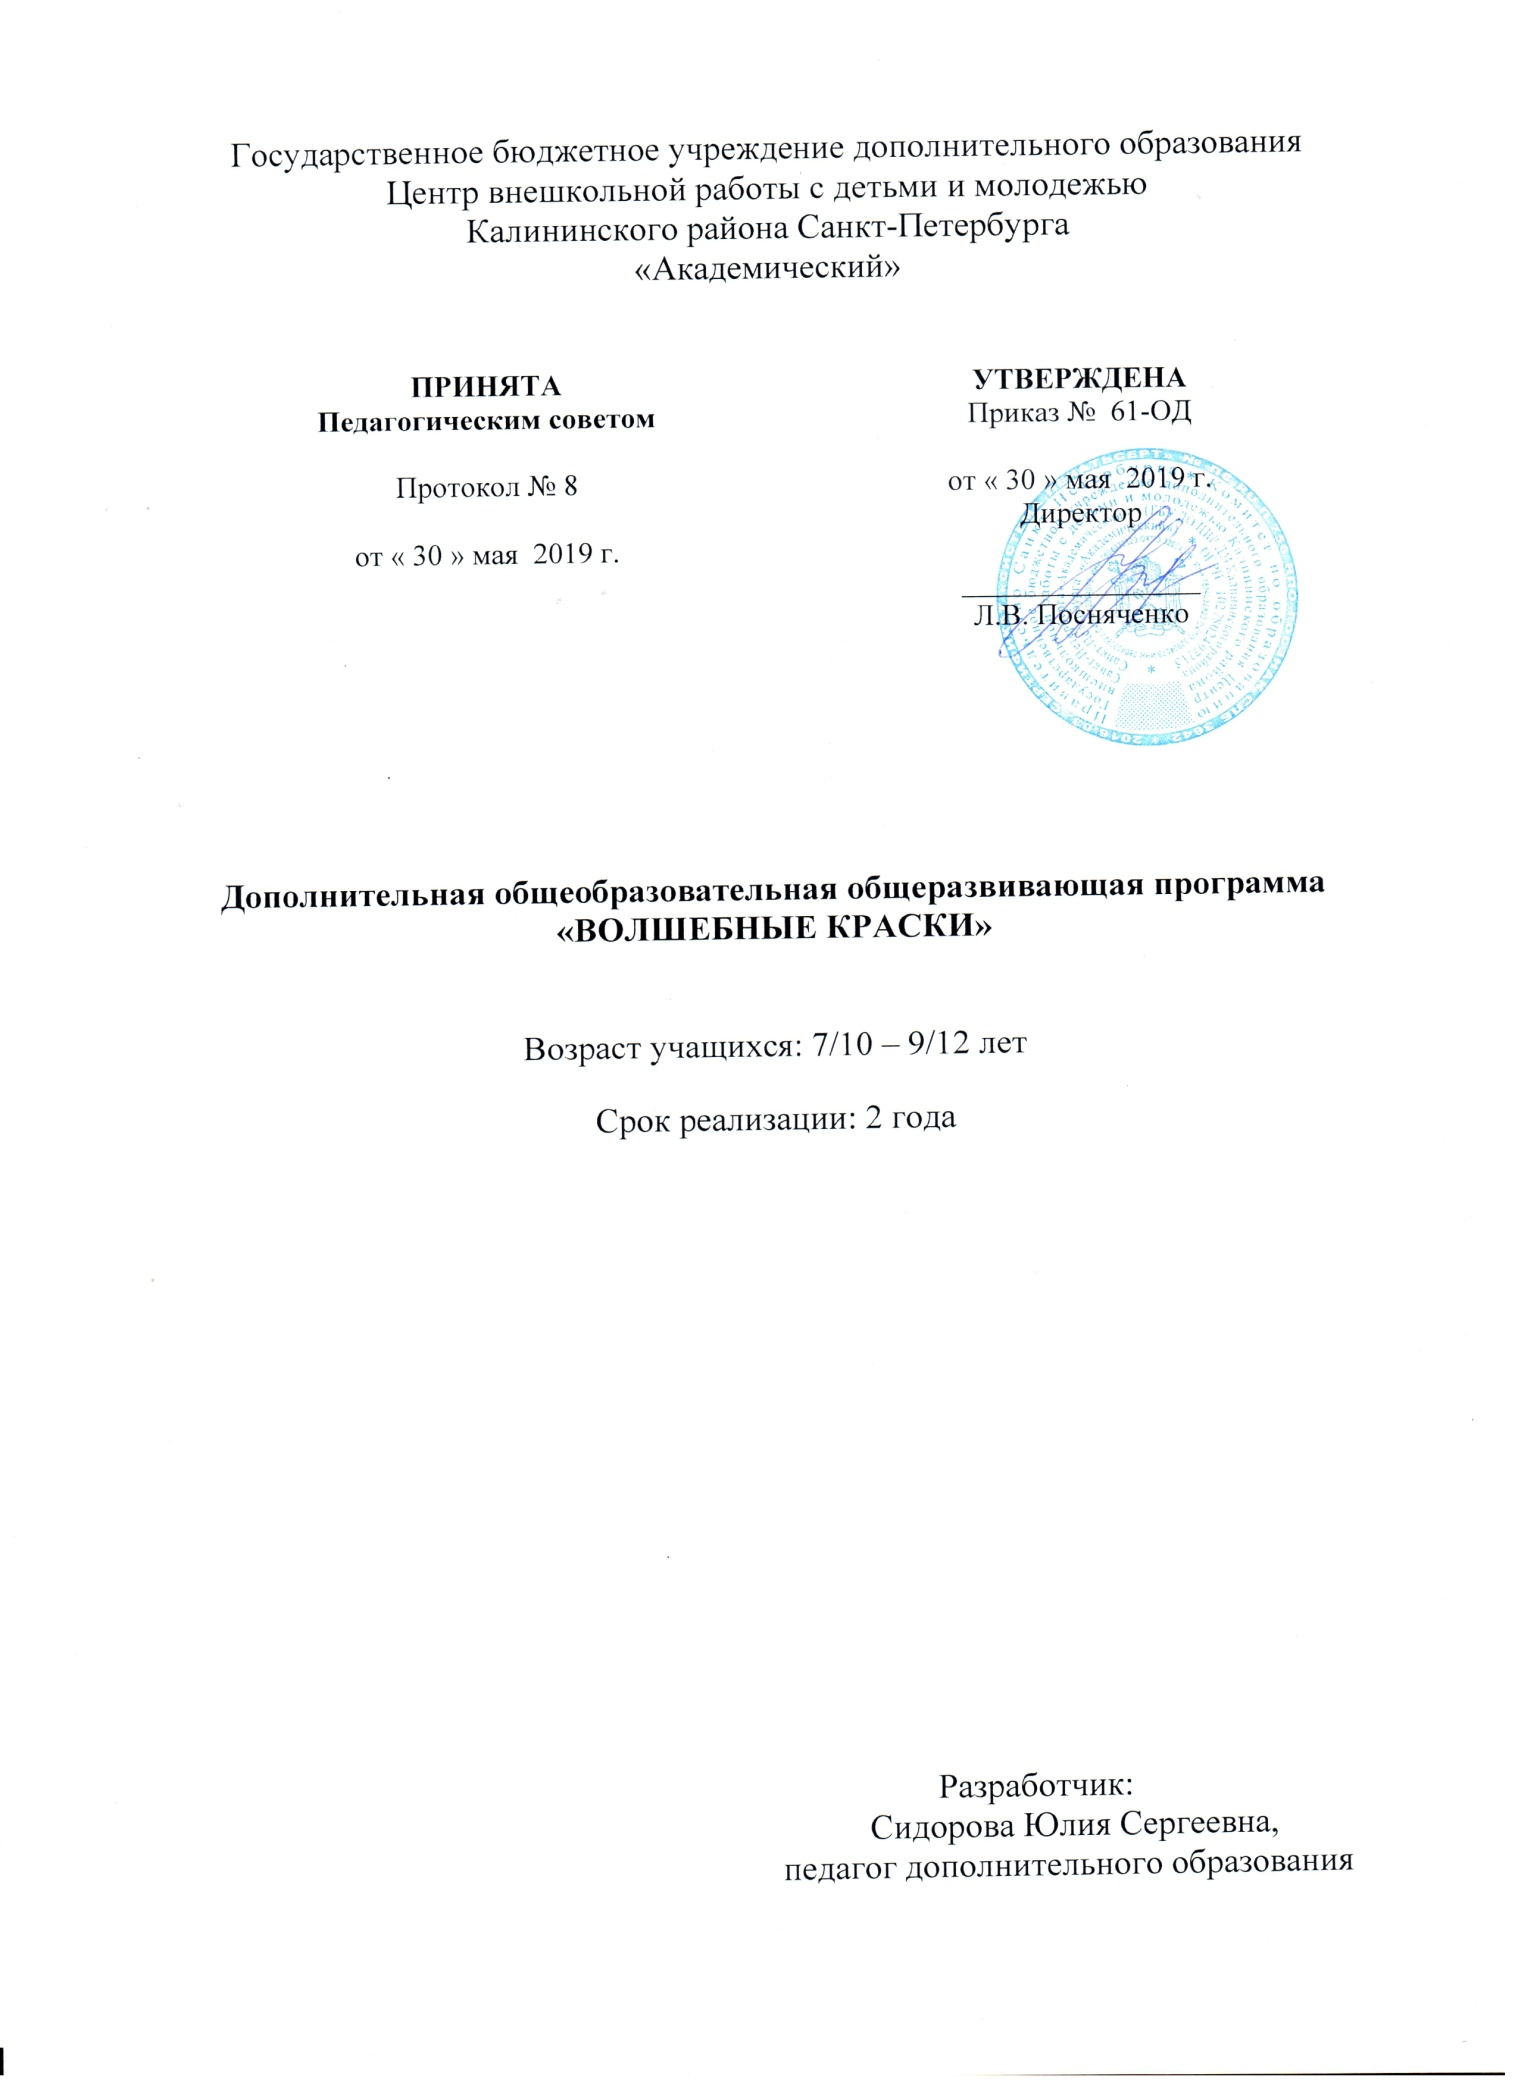 Государственное бюджетное учреждение дополнительного образования
Центр внешкольной работы с детьми и молодежью
Калининского района Санкт-Петербурга
«Академический»
ПРИНЯТА
Педагогическим советом
Протокол № 8
от « 30 » мая 2019 г.
УТВЕРЖДЕНА
Приказ № 61-ОД
от « 30 » мая 2019 г.
Директор
Л.В. Посняченко
Дополнительная общеобразовательная общеразвивающая программа
«ВОЛШЕБНЫЕ КРАСКИ»
Возраст учащихся: 7/10 – 9/12 лет
Срок реализации: 2 года
Разработчик:
Сидорова Юлия Сергеевна,
педагог дополнительного образования